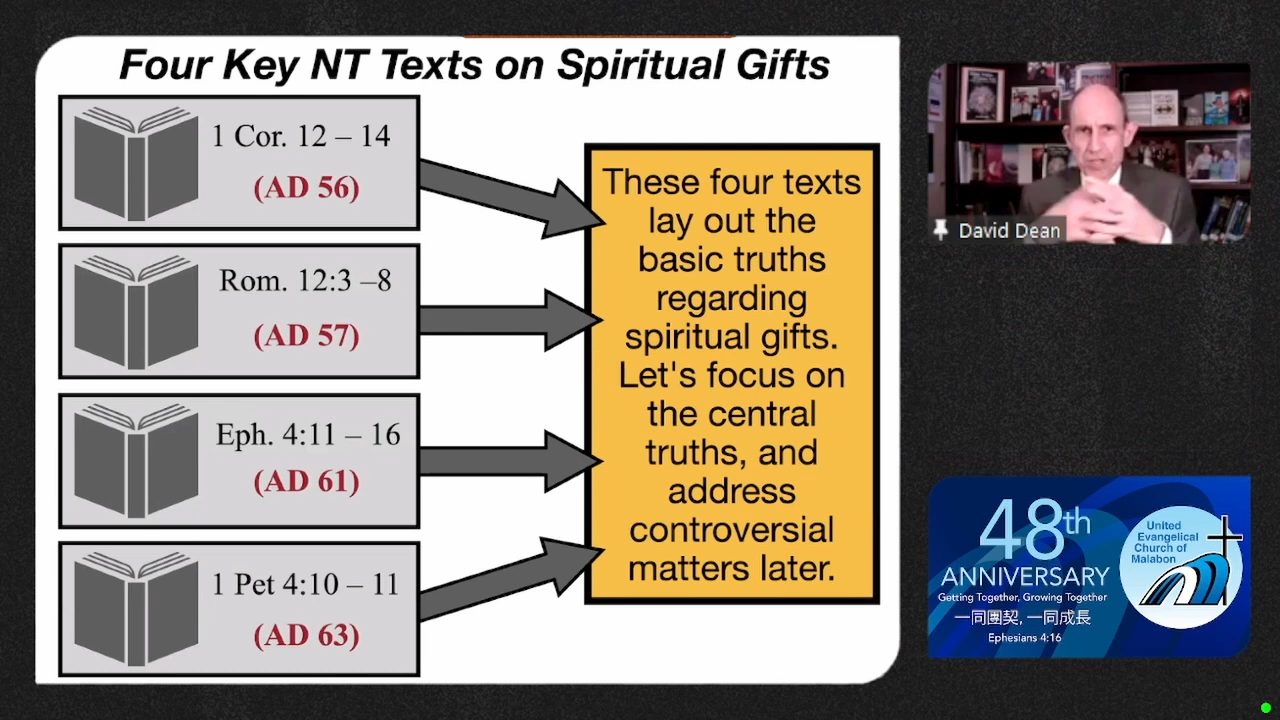 Four Key NT Texts on Spiritual Gifts
1 Cor. 12 – 14
(AD 56)
Rom. 12:3 –8
(AD 57)
Eph. 4:11 – 16
(AD 61)
1 Pet 4:10 – 11
(AD 63)
These four texts
lay out the
basic truths
regarding
spiritual gifts.
Let's focus on
the central
truths, and
address
controversial
matters later.
David Dean
48th
ANNIVERSARY
Getting Together, Growing Together
一同團契, 一同成長
Ephesians 4:16
United
Evangelical
Church of
Malabon